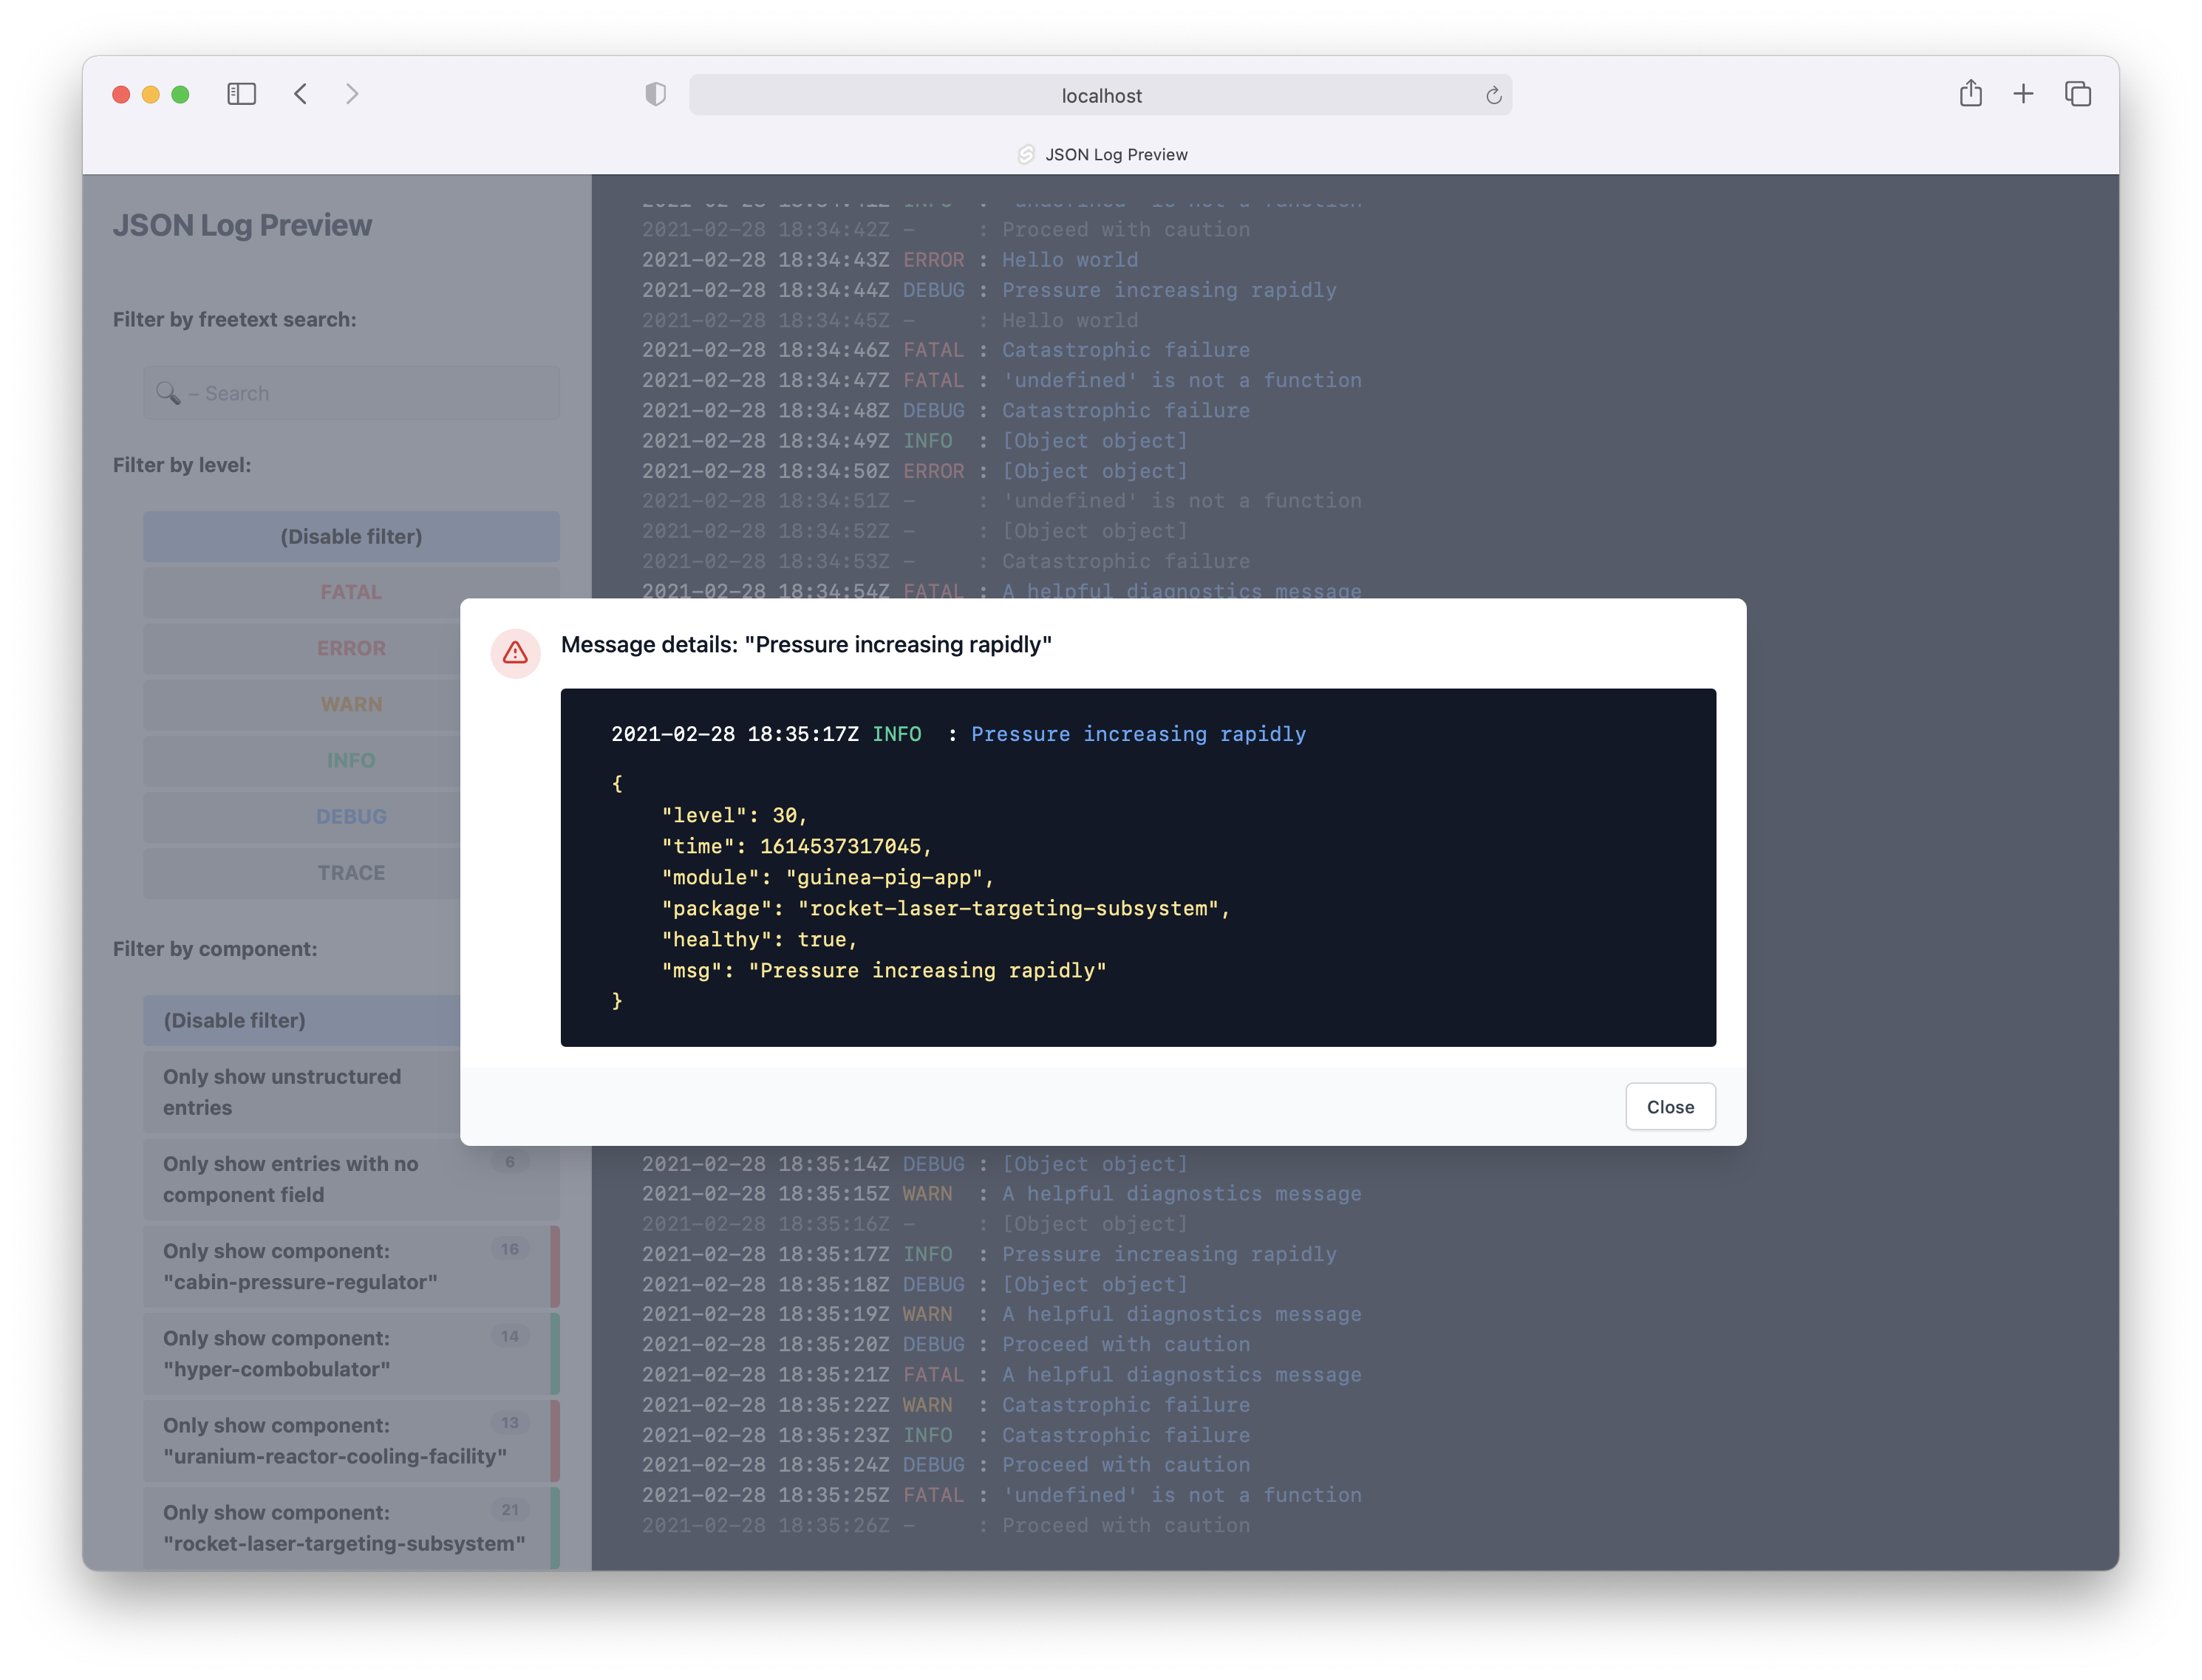 localhost
JSON Log Preview
JSON Log Preview
Filter by freetext search:
– Search
Filter by level:
(Disable filter)
FATAL
ERROR
WARN
INFO
DEBUG
TRACE
Filter by component:
(Disable filter)
Only show unstructured
entries
Only show entries with no
component field
6
Only show component:
"cabin-pressure-regulator"
16
Only show component:
"hyper-combobulator"
14
Only show component:
"uranium-reactor-cooling-facility"
13
Only show component:
"rocket-laser-targeting-subsystem"
21
2021-02-28 18:34:41Z INFO : 'undefined' is not a function
2021-02-28 18:34:42Z – : Proceed with caution
2021-02-28 18:34:43Z ERROR : Hello world
2021-02-28 18:34:44Z DEBUG : Pressure increasing rapidly
2021-02-28 18:34:45Z – : Hello world
2021-02-28 18:34:46Z FATAL : Catastrophic failure
2021-02-28 18:34:47Z FATAL : 'undefined' is not a function
2021-02-28 18:34:48Z DEBUG : Catastrophic failure
2021-02-28 18:34:49Z INFO : [Object object]
2021-02-28 18:34:50Z ERROR : [Object object]
2021-02-28 18:34:51Z – : 'undefined' is not a function
2021-02-28 18:34:52Z – : [Object object]
2021-02-28 18:34:53Z – : Catastrophic failure
2021-02-28 18:34:54Z FATAL : A helpful diagnostics message
Message details: "Pressure increasing rapidly"
2021-02-28 18:35:17Z INFO : Pressure increasing rapidly
{
"level": 30,
"time": 1614537317045,
"module": "guinea-pig-app",
"package": "rocket-laser-targeting-subsystem",
"healthy": true,
"msg": "Pressure increasing rapidly"
}
Close
2021-02-28 18:35:14Z DEBUG : [Object object]
2021-02-28 18:35:15Z WARN : A helpful diagnostics message
2021-02-28 18:35:16Z – : [Object object]
2021-02-28 18:35:17Z INFO : Pressure increasing rapidly
2021-02-28 18:35:18Z DEBUG : [Object object]
2021-02-28 18:35:19Z WARN : A helpful diagnostics message
2021-02-28 18:35:20Z DEBUG : Proceed with caution
2021-02-28 18:35:21Z FATAL : A helpful diagnostics message
2021-02-28 18:35:22Z WARN : Catastrophic failure
2021-02-28 18:35:23Z INFO : Catastrophic failure
2021-02-28 18:35:24Z DEBUG : Proceed with caution
2021-02-28 18:35:25Z FATAL : 'undefined' is not a function
2021-02-28 18:35:26Z – : Proceed with caution